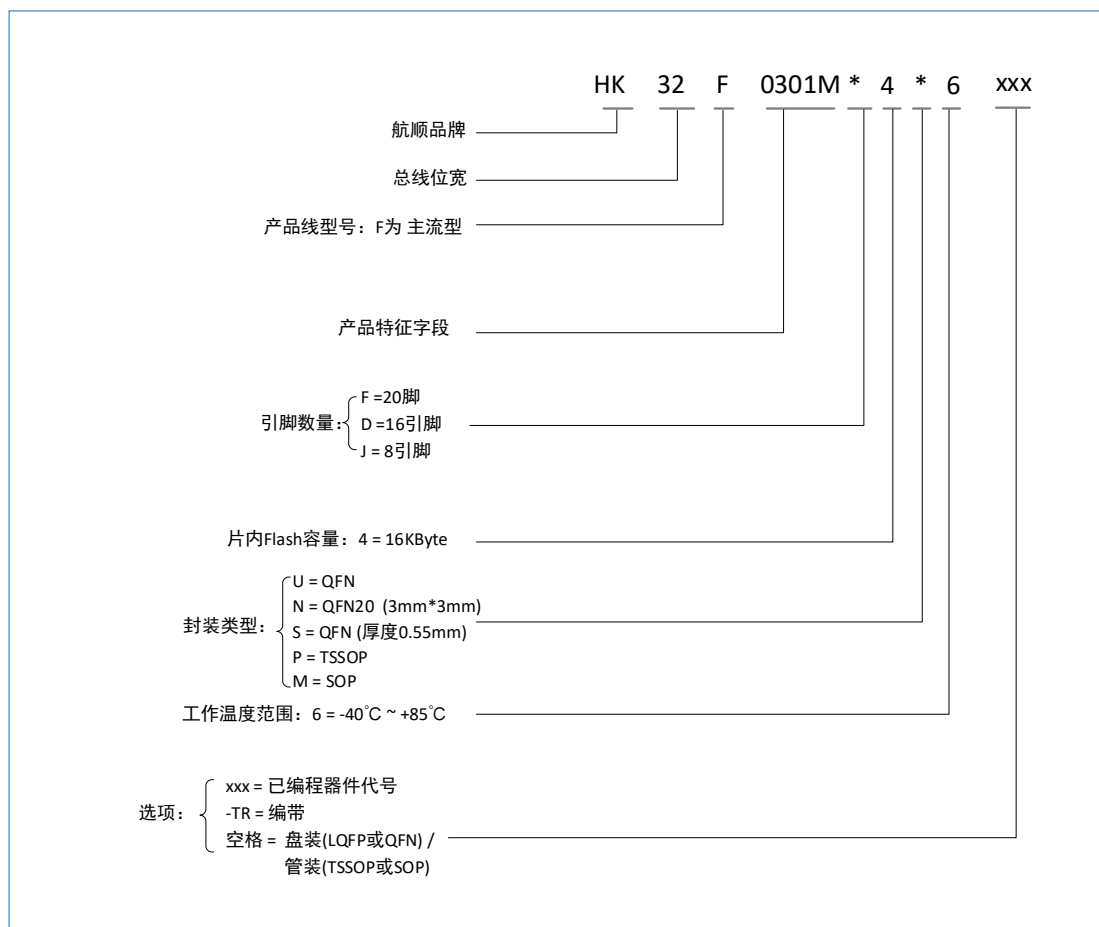 HK 32 F 0301M * 4 * 6 xxx
航顺品牌
总线位宽
产品线型号：F为 主流型
产品特征字段
引脚数量：
F =20脚
D =16引脚
J = 8引脚
片内Flash容量：4 = 16KByte
封装类型：
U = QFN
N = QFN20 (3mm*3mm)
S = QFN (厚度0.55mm)
P = TSSOP
M = SOP
工作温度范围：6 = -40℃ ~ +85℃
选项：
xxx = 已编程器件代号
-TR = 编带
空格 = 盘装(LQFP或QFN) /
管装(TSSOP或SOP)